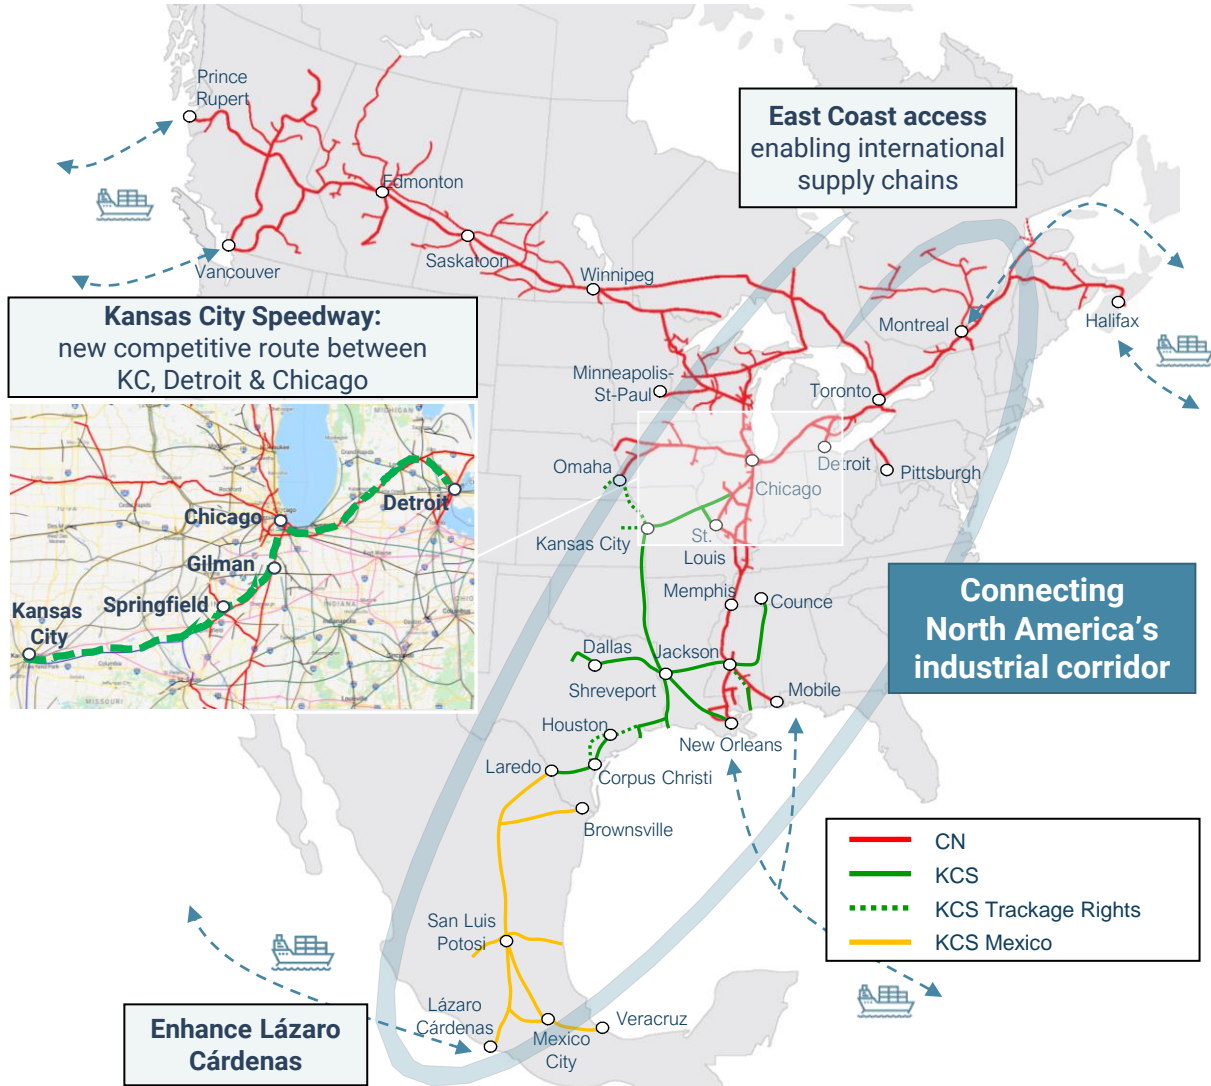 Prince
Rupert
East Coast access
enabling international
supply chains
Edmonton
Saskatoon
Vancouver
Winnipeg
Montreal
Halifax
Kansas City Speedway:
new competitive route between
KC, Detroit & Chicago
Minneapolis-
St-Paul
Toronto
Omaha
Detroit
Pittsburgh
Chicago
Kansas City
St.
Louis
MICHIGAN
Detroit
Chicago
Gilman
Springfield
Kansas
City
INDIANA
MISSOURI
Memphis
Counce
Connecting
North America's
industrial corridor
Dallas
Jackson
Shreveport
Mobile
Houston
New Orleans
Laredo
Corpus Christi
Brownsville
CN
KCS
KCS Trackage Rights
KCS Mexico
San Luis
Potosi
Lázaro
Cárdenas
Mexico
City
Veracruz
Enhance Lázaro
Cárdenas